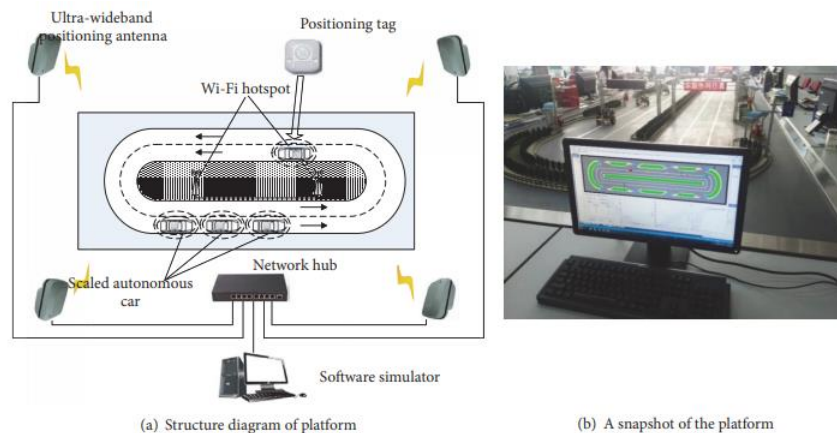 Ultra-wideband
positioning antenna
Positioning tag
Wi-Fi hotspot
Scaled autonomous
car
Network hub
Software simulator
(a) Structure diagram of platform
(b) A snapshot of the platform